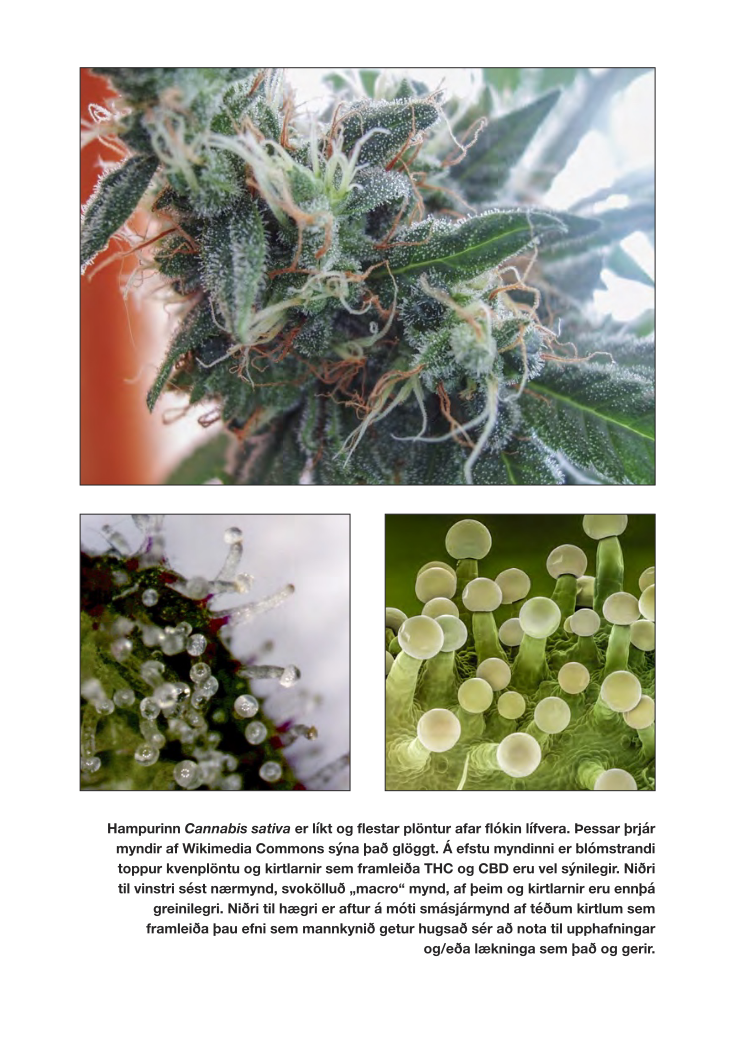 Hampurinn Cannabis sativa er líkt og flestar plöntur afar flókin lífvera. Þessar þrjár
myndir af Wikimedia Commons sýna það glöggt. Á efstu myndinni er blómstrandi
toppur kvenplöntu og kirtlarnir sem framleiða THC og CBD eru vel sýnilegir. Niðri
til vinstri sést nærmynd, svokölluð „macro“ mynd, af þeim og kirtlarnir eru ennþá
greinilegri. Niðri til hægri er aftur á móti smásjármynd af téðum kirtlum sem
framleiða þau efni sem mannkynið getur hugsað sér að nota til upphafningar
og/eða lækninga sem það og gerir.